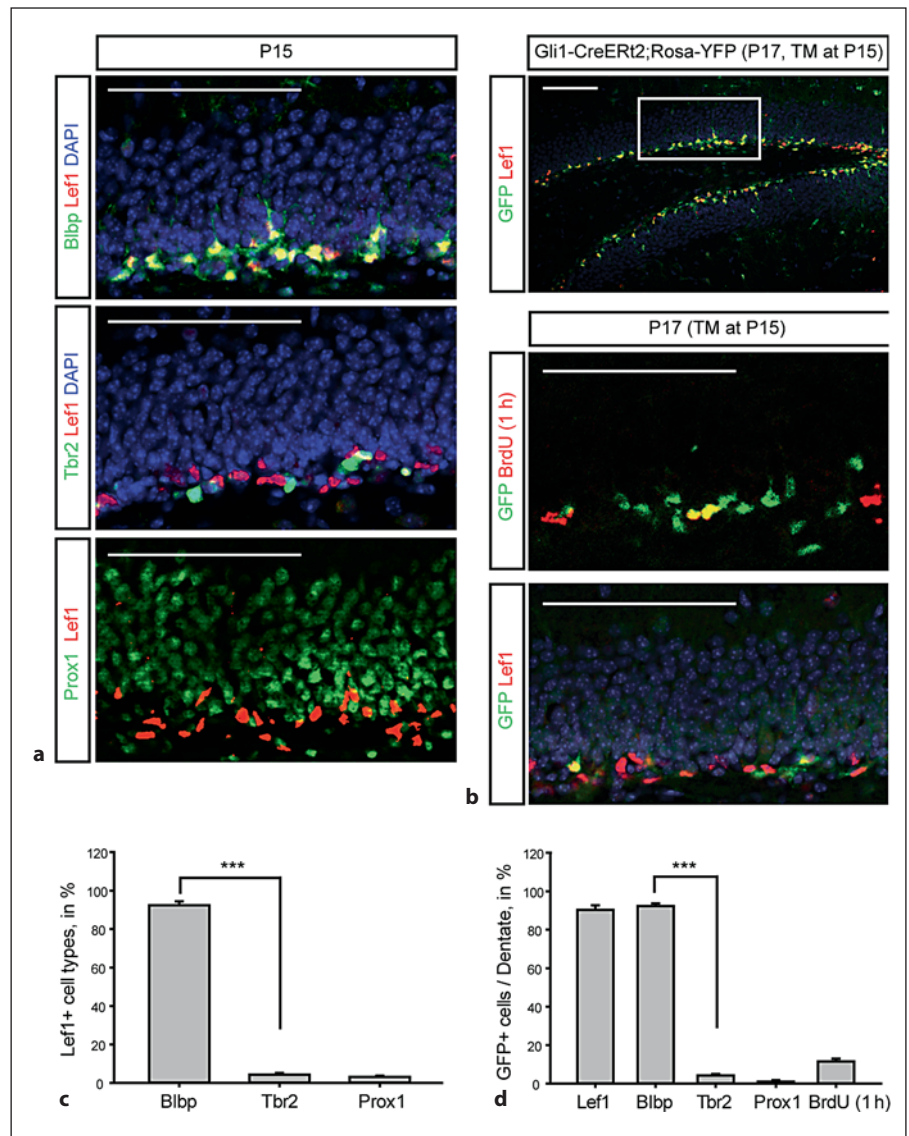 P15
Blbp Lef1 DAPI
Tbr2 Lef1 DAPI
Prox1 Lef1
a
Gli1-CreERt2;Rosa-YFP (P17, TM at P15)
GFP Lef1
P17 (TM at P15)
GFP BrdU (1 h)
GFP Lef1
b
Lef1+ cell types, in %
120
100
80
60
40
20
0
***
Blbp Tbr2 Prox1
c
GFP+ cells / Dentate, in %
120
100
80
60
40
20
0
***
Lef1 Blbp Tbr2 Prox1 BrdU (1 h)
d